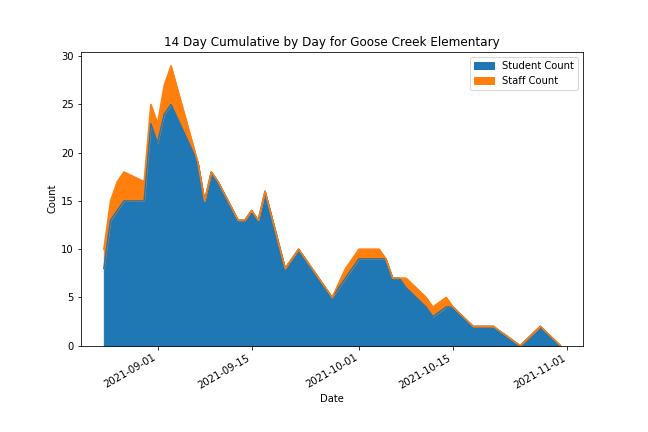 14 Day Cumulative by Day for Goose Creek Elementary
Student Count
Staff Count
30
25
20
15
10
5
0
Count
2021-09-01
2021-09-15
2021-10-01
2021-10-15
2021-11-01
Date